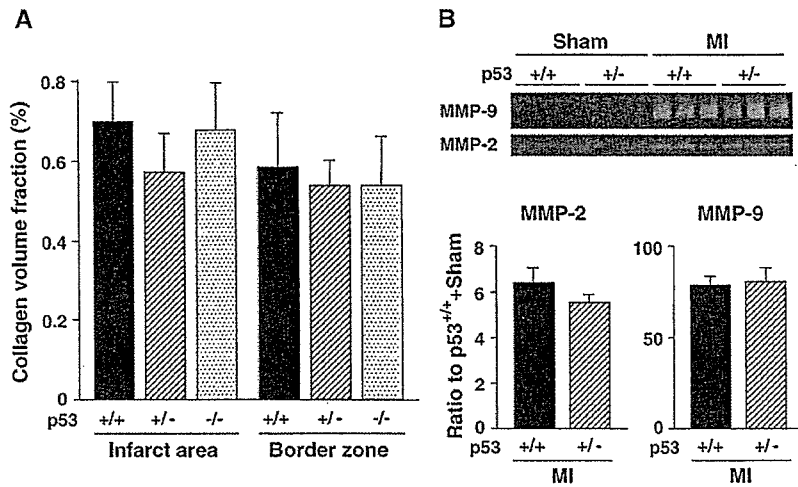 A
Collagen volume fraction (%)
0.8
0.6
0.4
0.2
0
p53 +/+ +/- -/- +/+ +/- -/-
Infarct area Border zone
B
Sham MI
p53 +/+ +/- +/+ +/-
MMP-9
MMP-2
MMP-2
Ratio to p53+/++Sham
8
6
4
2
0
p53 +/+ +/-
MI
MMP-9
100
50
0
p53 +/+ +/-
MI